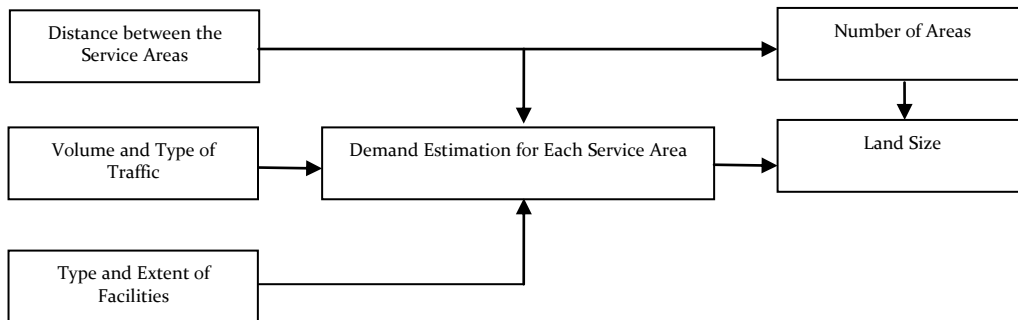 Distance between the
Service Areas
Number of Areas
Volume and Type of
Traffic
Demand Estimation for Each Service Area
Land Size
Type and Extent of
Facilities